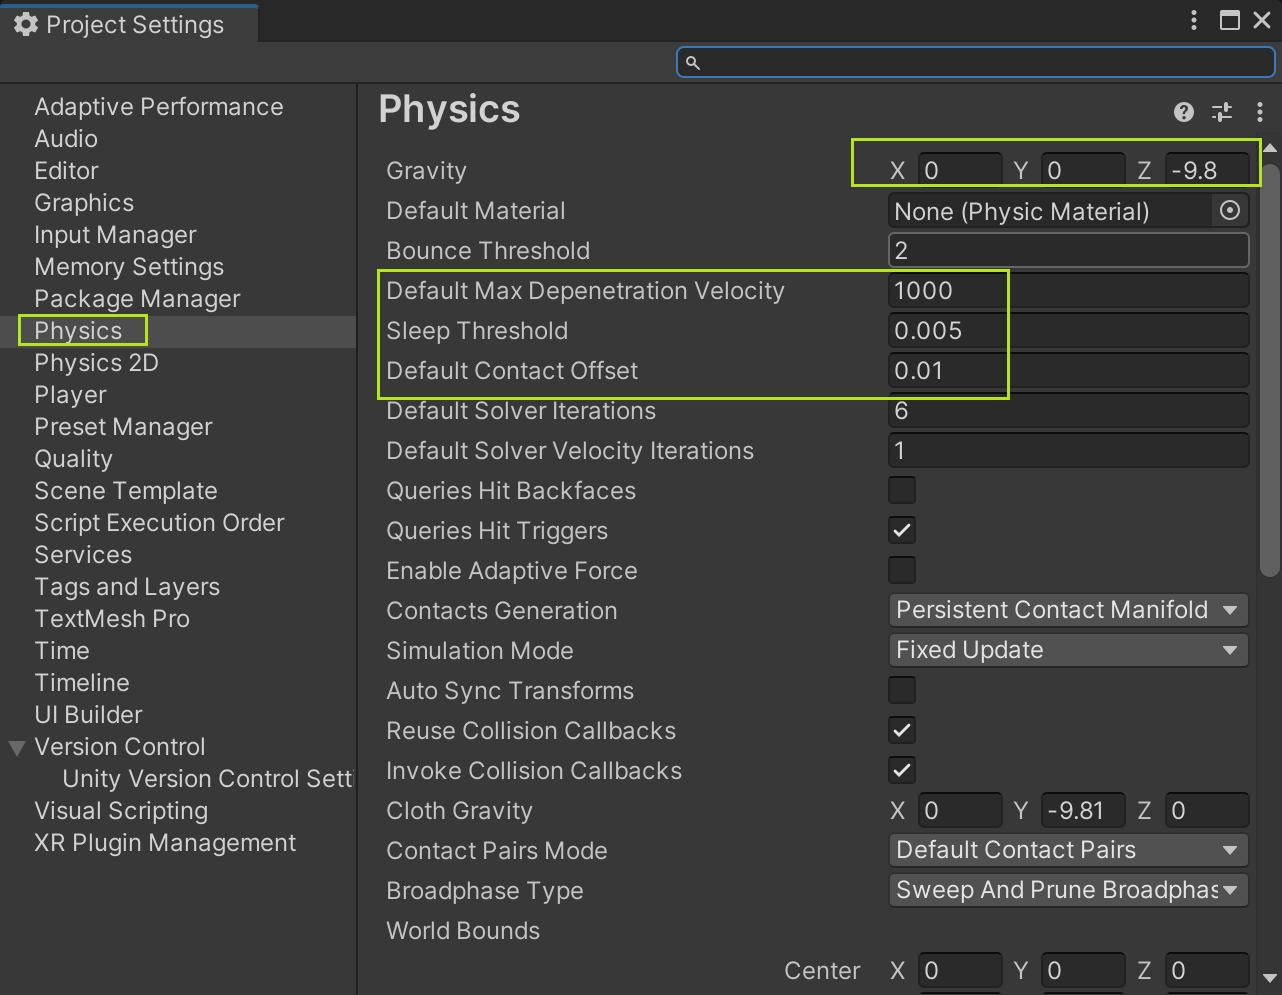 Project Settings
Adaptive Performance
Audio
Editor
Graphics
Input Manager
Memory Settings
Package Manager
Physics
Physics 2D
Player
Preset Manager
Quality
Scene Template
Script Execution Order
Services
Tags and Layers
TextMesh Pro
Time
Timeline
UI Builder
Version Control
Unity Version Control Sett
Visual Scripting
XR Plugin Management
Physics
Gravity X 0 Y 0 Z -9.8
Default Material None (Physic Material)
Bounce Threshold 2
Default Max Depenetration Velocity 1000
Sleep Threshold 0.005
Default Contact Offset 0.01
Default Solver Iterations 6
Default Solver Velocity Iterations 1
Queries Hit Backfaces
Queries Hit Triggers
Enable Adaptive Force
Contacts Generation Persistent Contact Manifold
Simulation Mode Fixed Update
Auto Sync Transforms
Reuse Collision Callbacks
Invoke Collision Callbacks
Cloth Gravity X 0 Y -9.81 Z 0
Contact Pairs Mode Default Contact Pairs
Broadphase Type Sweep And Prune Broadphas
World Bounds
Center X 0 Y 0 Z 0